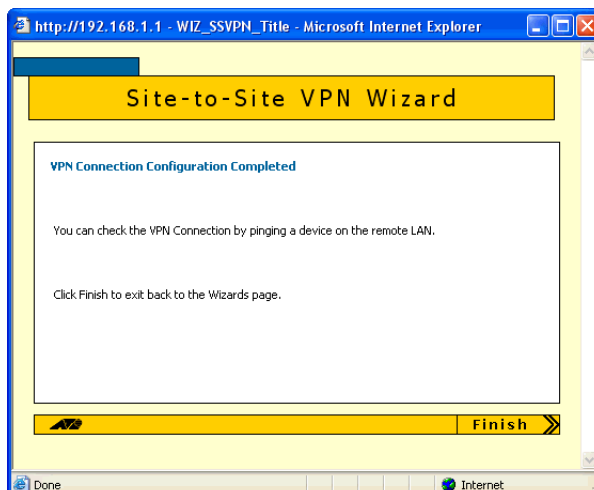 http://192.168.1.1 - WIZ_SSVPN_Title - Microsoft Internet Explorer
Site-to-Site VPN Wizard
VPN Connection Configuration Completed
You can check the VPN Connection by pinging a device on the remote LAN.
Click Finish to exit back to the Wizards page.
Finish
Done
Internet